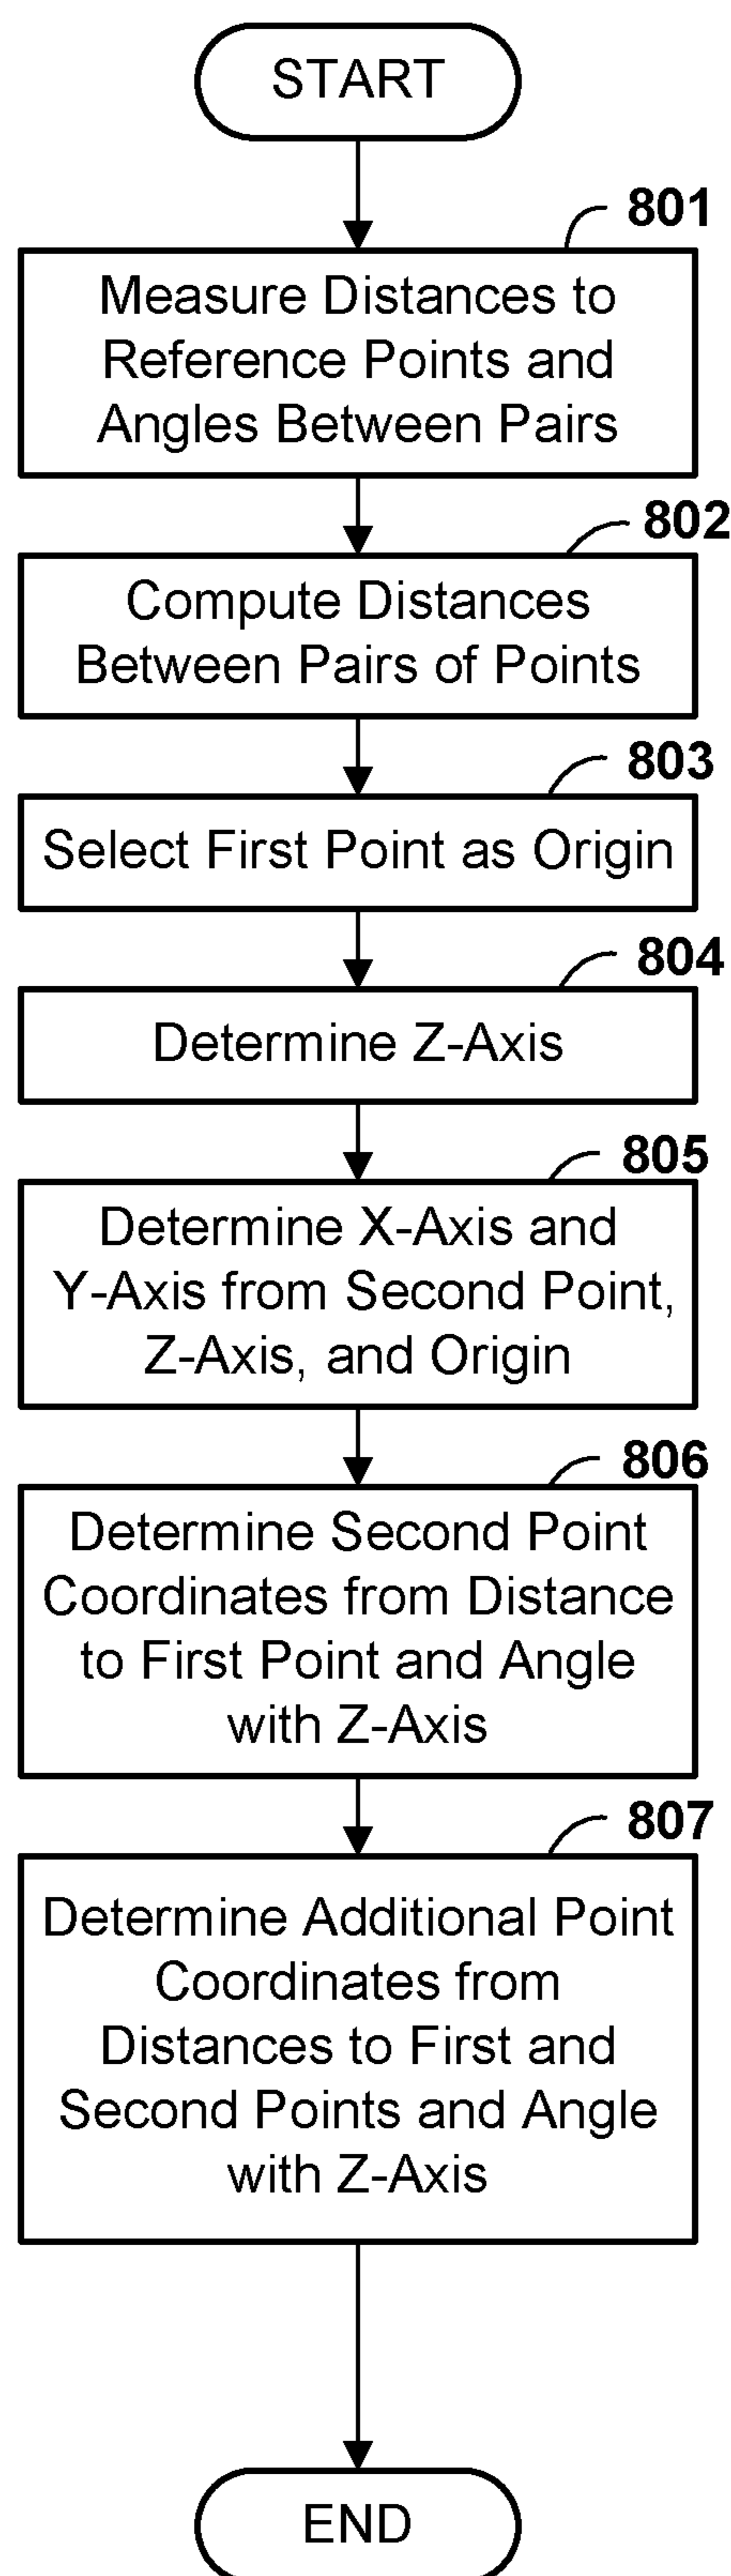 START
801
Measure Distances to
Reference Points and
Angles Between Pairs
802
Compute Distances
Between Pairs of Points
803
Select First Point as Origin
804
Determine Z-Axis
805
Determine X-Axis and
Y-Axis from Second Point,
Z-Axis, and Origin
806
Determine Second Point
Coordinates from Distance
to First Point and Angle
with Z-Axis
807
Determine Additional Point
Coordinates from
Distances to First and
Second Points and Angle
with Z-Axis
END